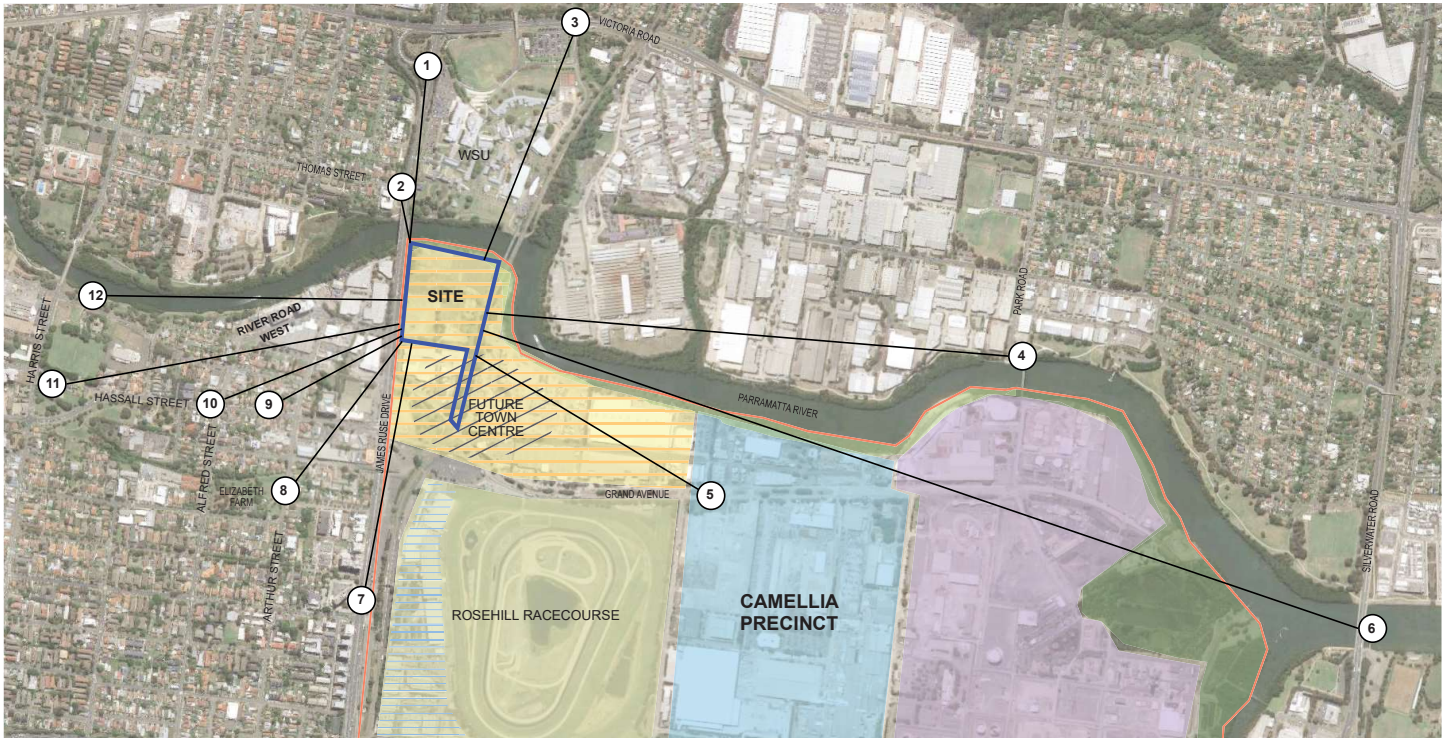 3
VICTORIA ROAD
1
WSU
THOMAS STREET
2
SITE
12
RIVER ROAD
WEST
HARRIS STREET
PARK ROAD
4
11
HASSALL STREET
10
9
JAMES RUSE DRIVE
FUTURE
TOWN
CENTRE
PARRAMATTA RIVER
ALFRED STREET
ELIZABETH
FARM
8
GRAND AVENUE
5
SILVERWATER ROAD
ARTHUR STREET
7
ROSEHILL RACECOURSE
CAMELLIA
PRECINCT
6